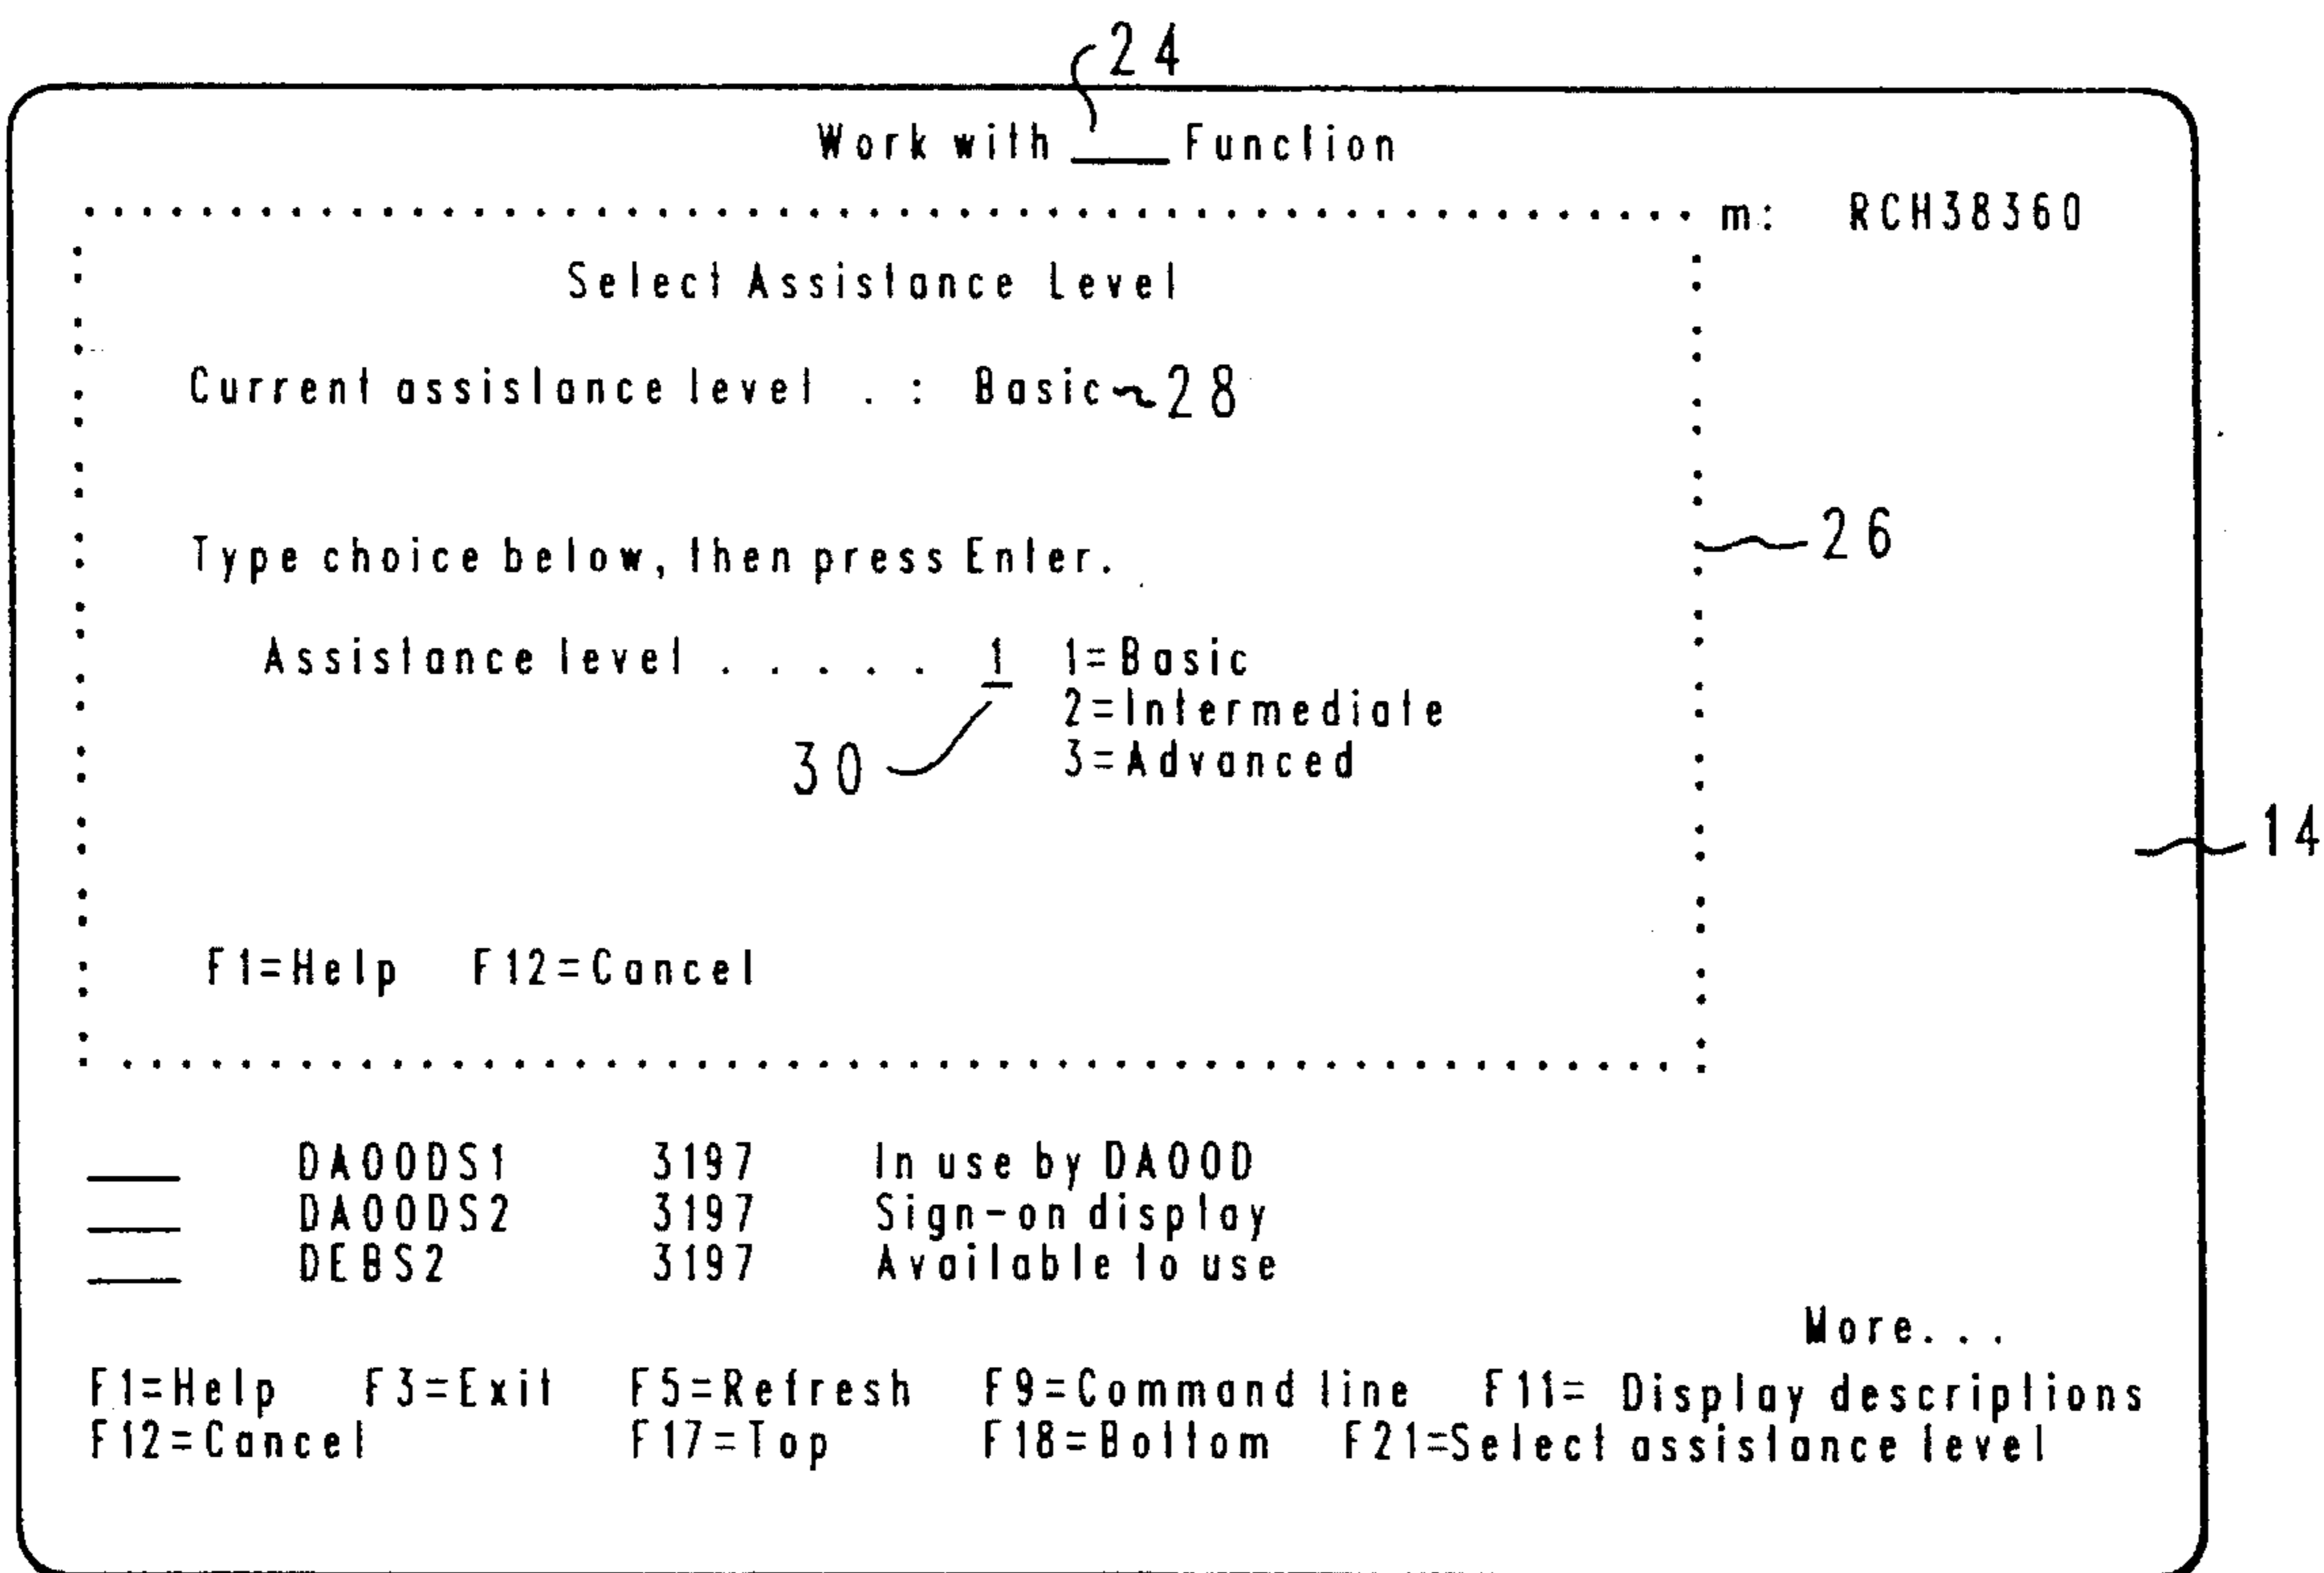 24
Work with ____ Function
m: RCH38360
Select Assistance Level
Current assistance level . : Basic 28
Type choice below, then press Enter.
26
Assistance level . . . . . 1 1=Basic
2=Intermediate
30 3=Advanced
14
F1=Help F12=Cancel
___ DA00DS1 3197 In use by DA00D
___ DA00DS2 3197 Sign-on display
___ DEBS2 3197 Available to use
More...
F1=Help F3=Exit F5=Refresh F9=Command line F11= Display descriptions
F12=Cancel F17=Top F18=Bottom F21=Select assistance level